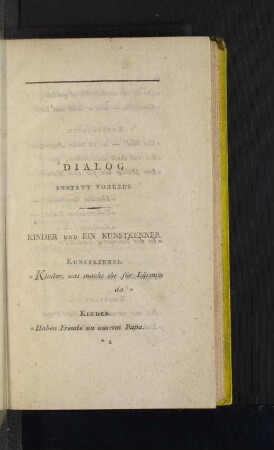 DIALOG
ANSTATT VORREDE.
KINDER UND EIN KUNSTKENNER.
KUNSTKENNER.
»Kinder, was macht ihr für Lärmen
da?«
KINDER.
»Haben Freude an unserm Papa.
* 2